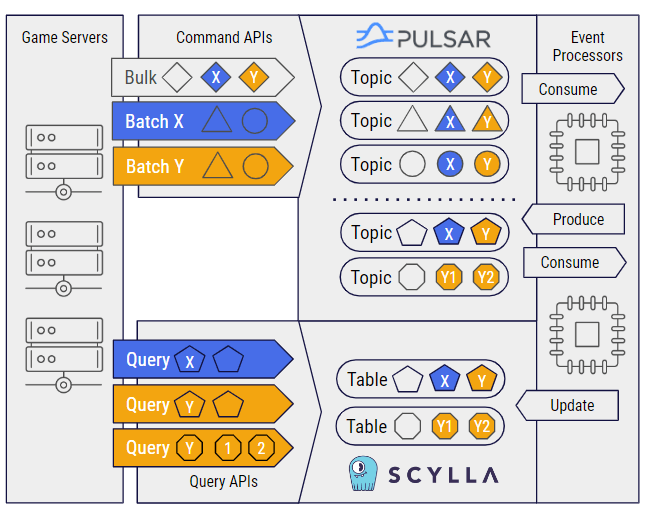 Game Servers
Command APIs
PULSAR
Event
Processors
Bulk X Y
Batch X
Batch Y
Topic X Y
Topic X Y
Topic X Y
Consume
Produce
Topic X Y
Topic Y1 Y2
Consume
Query X
Query Y
Query Y 1 2
Query APIs
Table X Y
Table Y1 Y2
Update
SCYLLA